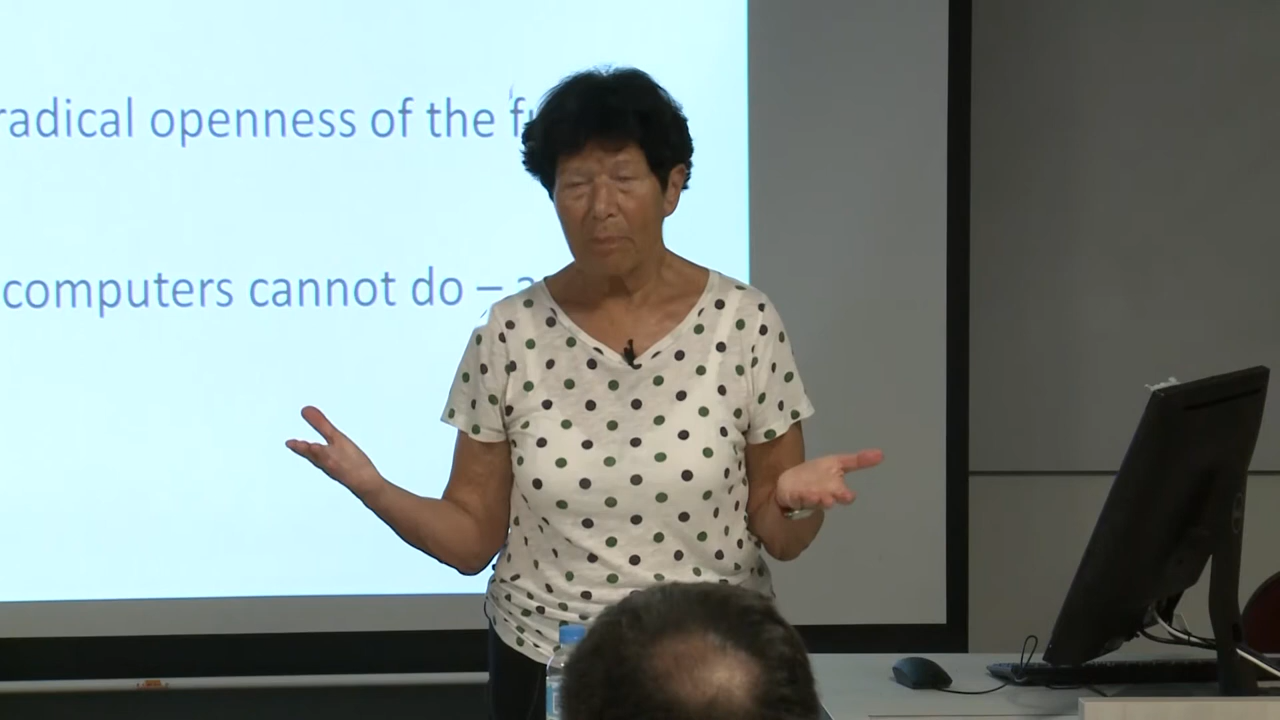 radical openness of the
computers cannot do –